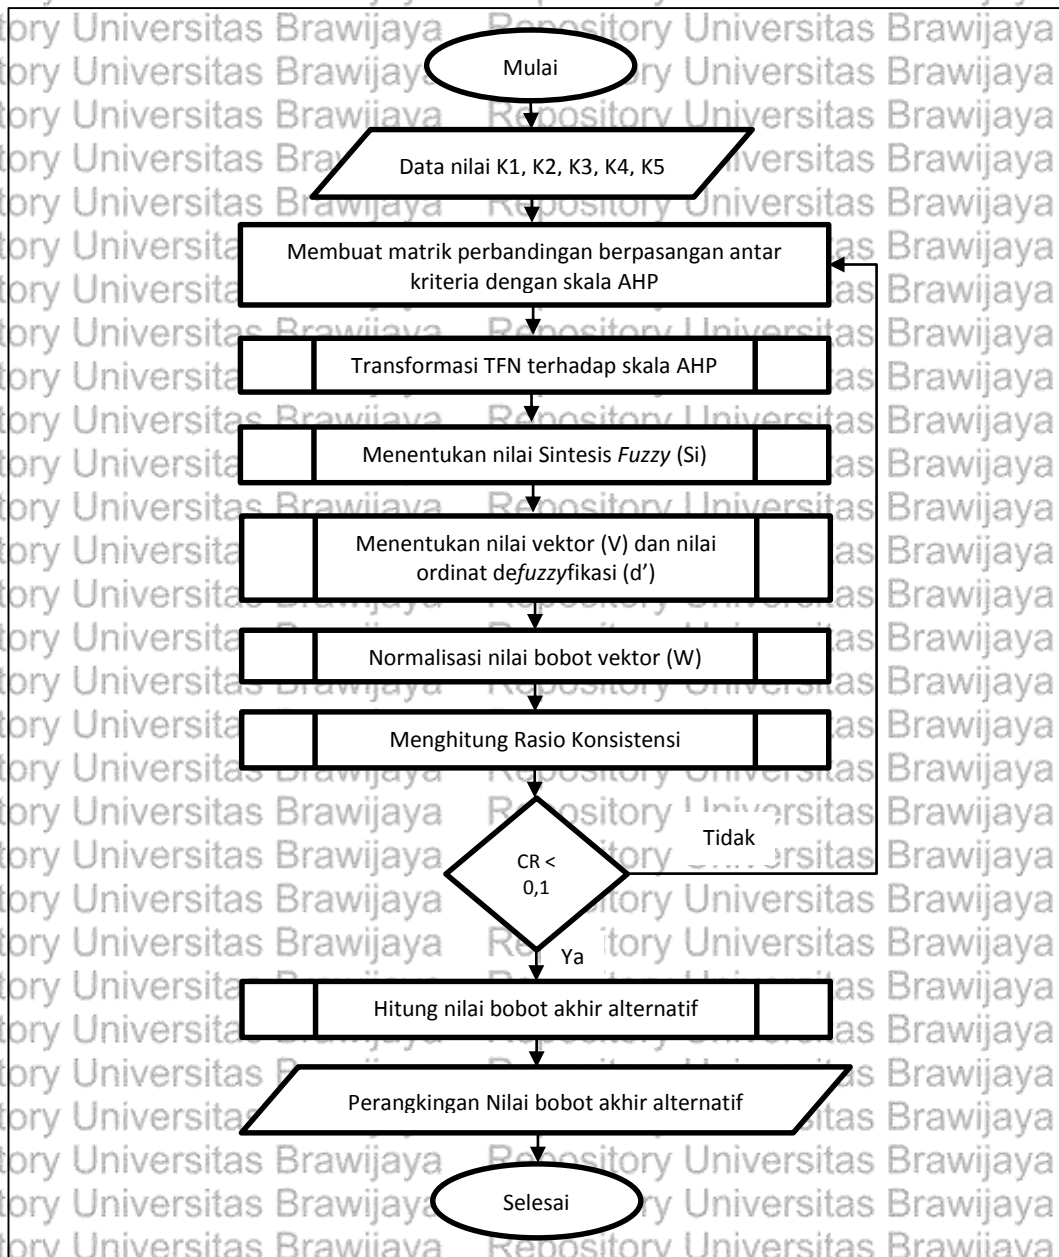 Mulai
Data nilai K1, K2, K3, K4, K5
Membuat matrik perbandingan berpasangan antar
kriteria dengan skala AHP
Transformasi TFN terhadap skala AHP
Menentukan nilai Sintesis Fuzzy (Si)
Menentukan nilai vektor (V) dan nilai
ordinat defuzzyfikasi (d’)
Normalisasi nilai bobot vektor (W)
Menghitung Rasio Konsistensi
CR <
0,1
Tidak
Ya
Hitung nilai bobot akhir alternatif
Perangkingan Nilai bobot akhir alternatif
Selesai
Repository Universitas Brawijaya